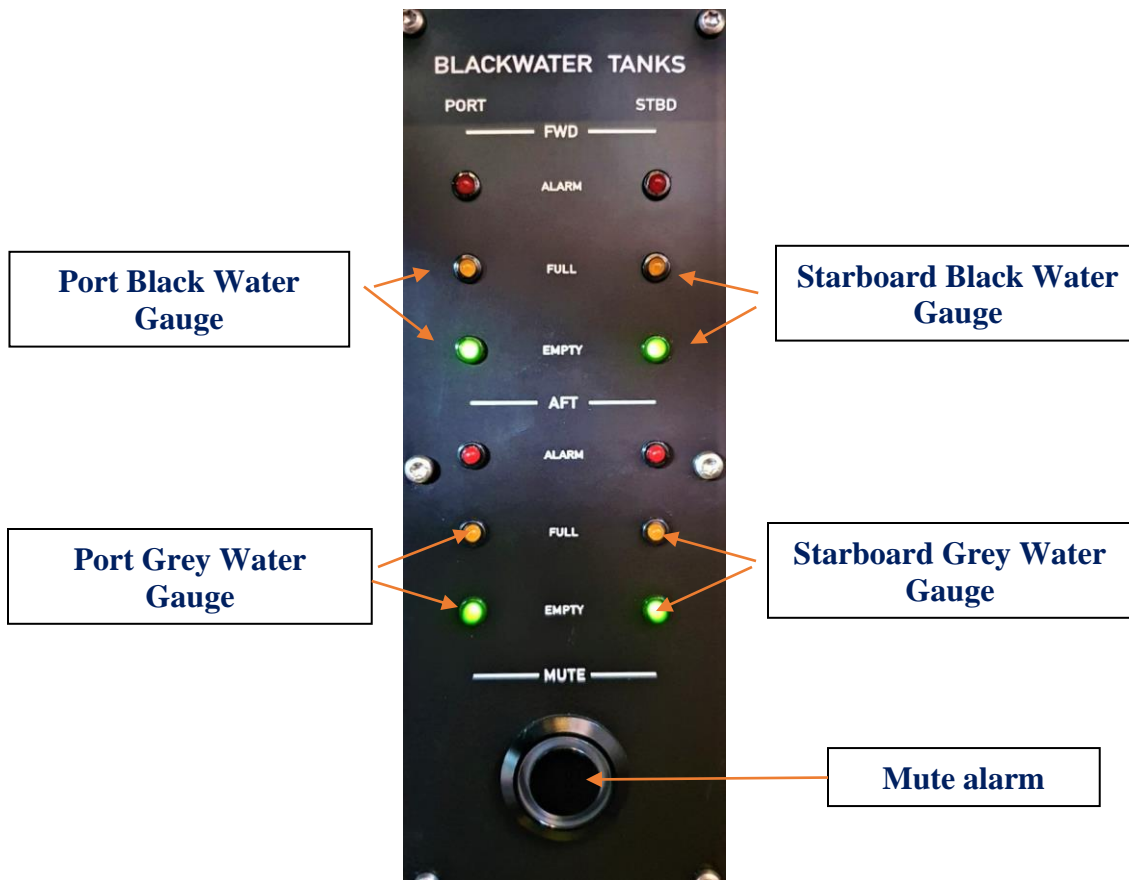 BLACKWATER TANKS
PORT STBD
FWD
ALARM
Port Black Water
Gauge
FULL
Starboard Black Water
Gauge
EMPTY
AFT
ALARM
Port Grey Water
Gauge
FULL
Starboard Grey Water
Gauge
EMPTY
MUTE
Mute alarm